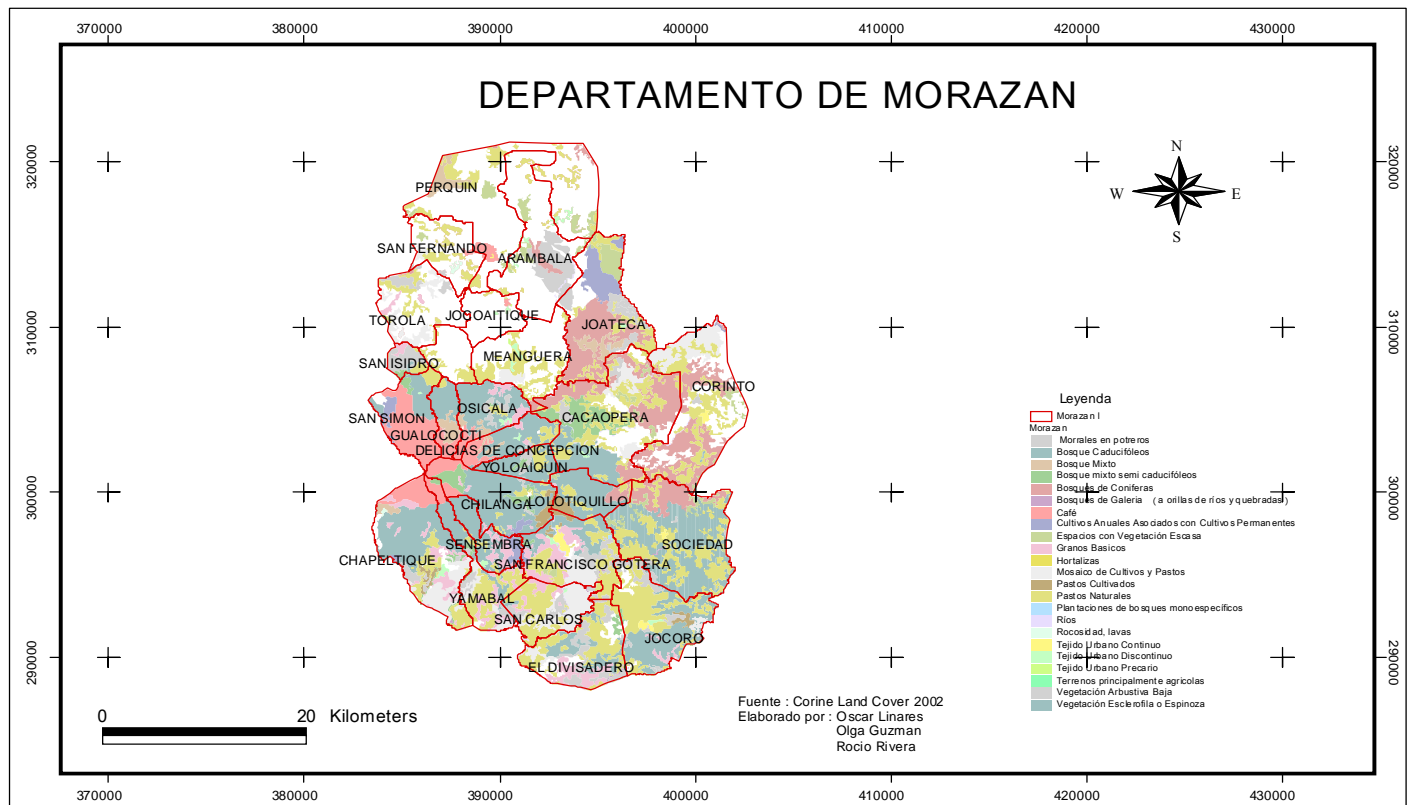 370000 380000 390000 400000 410000 420000 430000
DEPARTAMENTO DE MORAZAN
320000 320000
N
W E
S
PERQUIN
SAN FERNANDO
ARAMBALA
310000 310000
TOROLA
JOCOAITIQUE
JOATECA
MEANGUERA
SAN ISIDRO
CORINTO
OSICALA
SAN SIMON
CACAOPERA
GUALOCOCTI
DELICIAS DE CONCEPCION
YOLOAIQUIN
300000 300000
CHILANGA
LOLOTIQUILLO
SENSEMBRA
SOCIEDAD
CHAPELTIQUE
SAN FRANCISCO GOTERA
YAMABAL
SAN CARLOS
JOCORO
290000 290000
EL DIVISADERO
Leyenda
Morazan l
Morazan
Morrales en potreros
Bosque Caducifóleos
Bosque Mixto
Bosque mixto semi caducifóleos
Bosques de Coniferas
Bosques de Galeria (a orillas de ríos y quebradas)
Café
Cultivos Anuales Asociados con Cultivos Permanentes
Espacios con Vegetación Escasa
Granos Basicos
Hortalizas
Mosaico de Cultivos y Pastos
Pastos Cultivados
Pastos Naturales
Plantaciones de bosques monoespecíficos
Ríos
Rocosidad, lavas
Tejido Urbano Continuo
Tejido Urbano Discontinuo
Tejido Urbano Precario
Terrenos principalmente agrícolas
Vegetación Arbustiva Baja
Vegetación Esclerofila o Espinoza
0 20 Kilometers
Fuente : Corine Land Cover 2002
Elaborado por : Oscar Linares
Olga Guzman
Rocio Rivera
370000 380000 390000 400000 410000 420000 430000